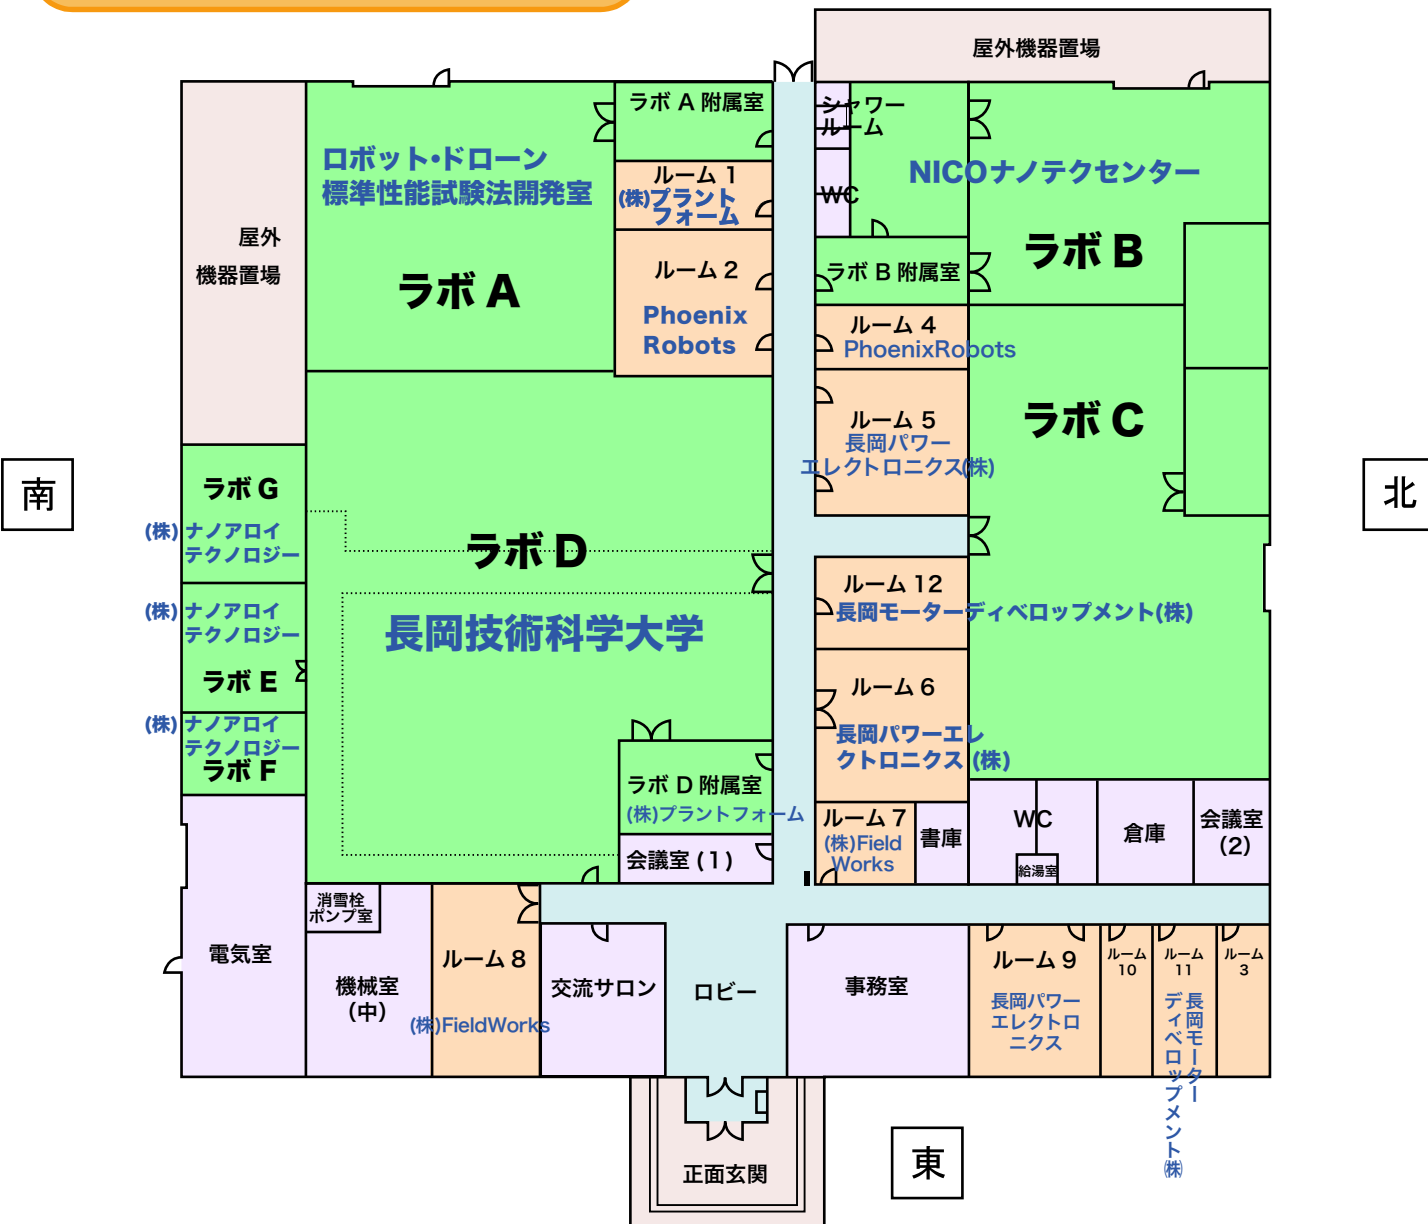 屋外機器置場
屋外
機器置場
ロボット・ドローン
標準性能試験法開発室
ラボ A
ラボ A 附属室
ルーム 1
(株)プラント
フォーム
ルーム 2
Phoenix
Robots
シャワー
ルーム
WC
NICOナノテクセンター
ラボ B
ラボ B 附属室
ルーム 4
PhoenixRobots
ルーム 5
長岡パワー
エレクトロニクス(株)
ラボ C
南
北
ラボ G
(株) ナノアロイ
テクノロジー
(株) ナノアロイ
テクノロジー
ラボ E
(株) ナノアロイ
テクノロジー
ラボ F
ラボ D
長岡技術科学大学
ルーム 12
長岡モーターディベロップメント(株)
ルーム 6
長岡パワーエレ
クトロニクス (株)
ラボ D 附属室
(株)プラントフォーム
会議室 (1)
ルーム 7
(株)Field
Works
書庫
WC
給湯室
倉庫
会議室
(2)
電気室
消雪栓
ポンプ室
機械室
(中)
ルーム 8
(株)FieldWorks
交流サロン
ロビー
事務室
ルーム 9
長岡パワー
エレクトロ
ニクス
ルーム
10
ルーム
11
長岡モーター
ディベロップメント㈱
ルーム
3
正面玄関
東